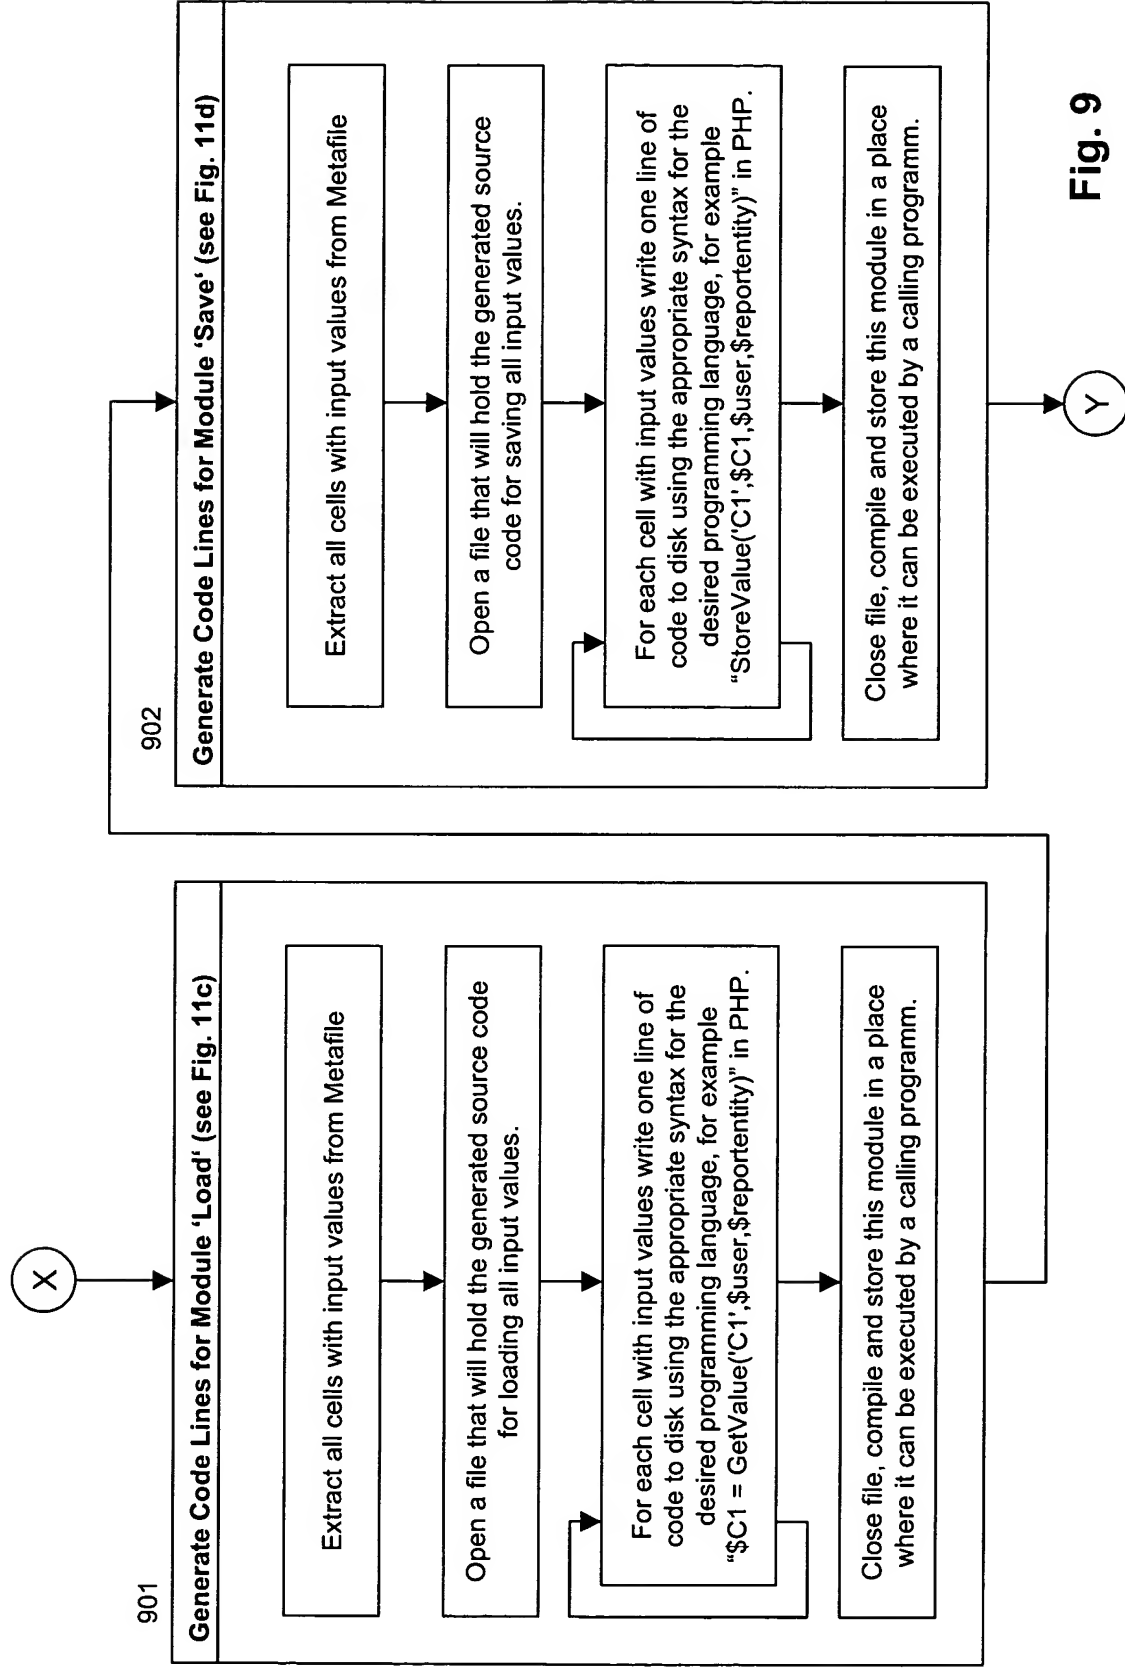 X
901
Generate Code Lines for Module ‘Load‘ (see Fig. 11c)
Extract all cells with input values from Metafile
Open a file that will hold the generated source code
for loading all input values.
For each cell with input values write one line of
code to disk using the appropriate syntax for the
desired programming language, for example
“$C1 = GetValue('C1',$user,$reportentity)” in PHP.
Close file, compile and store this module in a place
where it can be executed by a calling programm.
902
Generate Code Lines for Module ‘Save‘ (see Fig. 11d)
Extract all cells with input values from Metafile
Open a file that will hold the generated source
code for saving all input values.
For each cell with input values write one line of
code to disk using the appropriate syntax for the
desired programming language, for example
“StoreValue('C1',$C1,$user,$reportentity)” in PHP.
Close file, compile and store this module in a place
where it can be executed by a calling programm.
Y
Fig. 9